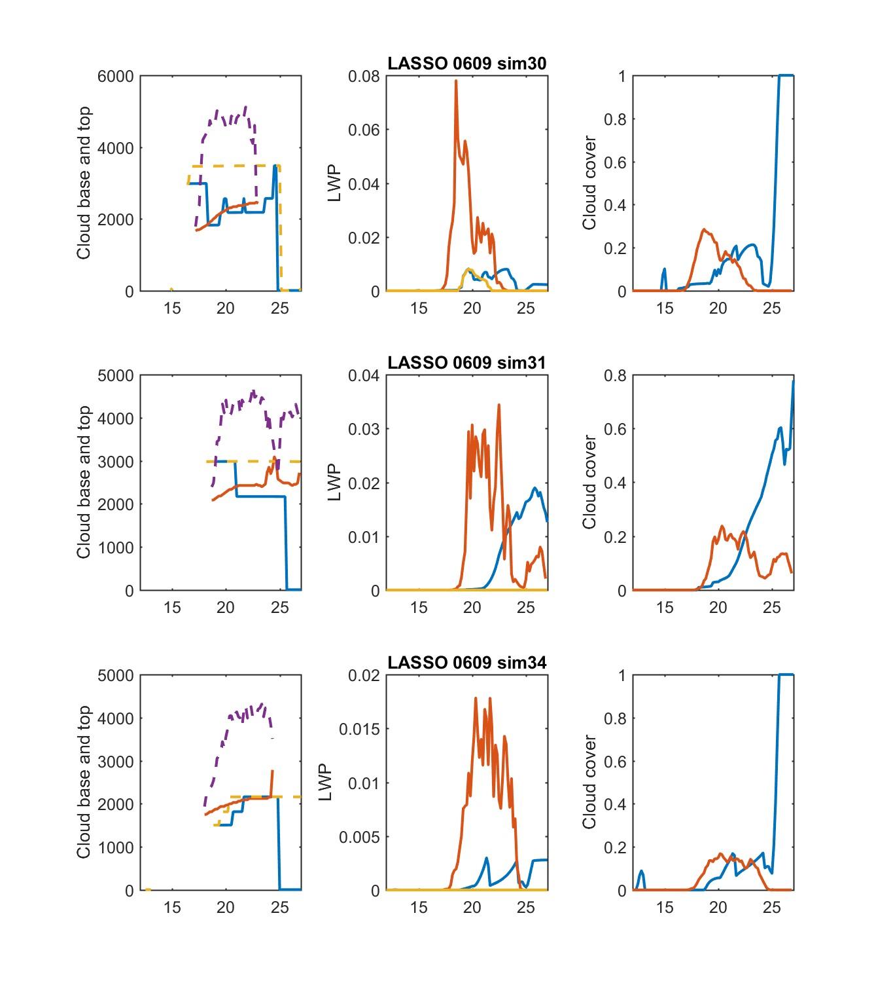 LASSO 0609 sim30
Cloud base and top
6000
4000
2000
0
15 20 25
LWP
0.08
0.06
0.04
0.02
0
15 20 25
Cloud cover
1
0.8
0.6
0.4
0.2
0
15 20 25
LASSO 0609 sim31
Cloud base and top
5000
4000
3000
2000
1000
0
15 20 25
LWP
0.04
0.03
0.02
0.01
0
15 20 25
Cloud cover
0.8
0.6
0.4
0.2
0
15 20 25
LASSO 0609 sim34
Cloud base and top
5000
4000
3000
2000
1000
0
15 20 25
LWP
0.02
0.015
0.01
0.005
0
15 20 25
Cloud cover
1
0.8
0.6
0.4
0.2
0
15 20 25